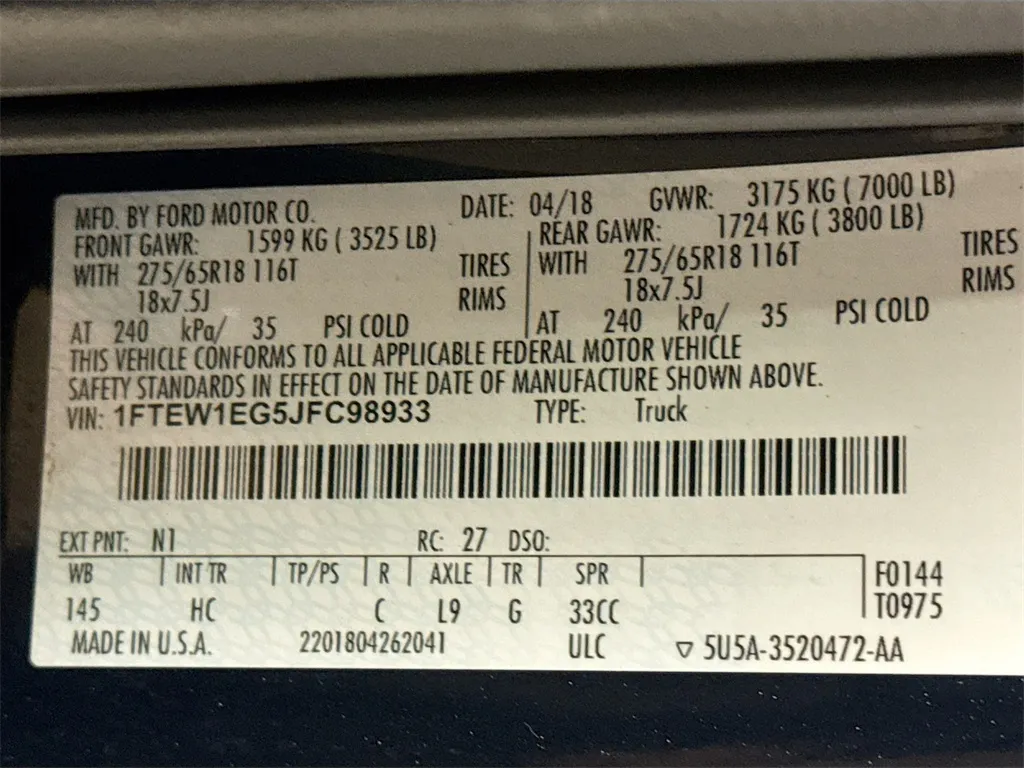 MFD. BY FORD MOTOR CO. DATE: 04/18 GVWR: 3175 KG ( 7000 LB)
FRONT GAWR: 1599 KG ( 3525 LB) REAR GAWR: 1724 KG ( 3800 LB)
WITH 275/65R18 116T TIRES WITH 275/65R18 116T TIRES
18x7.5J RIMS 18x7.5J RIMS
AT 240 kPa/ 35 PSI COLD AT 240 kPa/ 35 PSI COLD
THIS VEHICLE CONFORMS TO ALL APPLICABLE FEDERAL MOTOR VEHICLE
SAFETY STANDARDS IN EFFECT ON THE DATE OF MANUFACTURE SHOWN ABOVE.
VIN: 1FTEW1EG5JFC98933 TYPE: Truck
EXT PNT: N1 RC: 27 DSO:
WB INT TR TP/PS R AXLE TR SPR F0144
145 HC C L9 G 33CC T0975
MADE IN U.S.A. 2201804262041 ULC ▽ 5U5A-3520472-AA